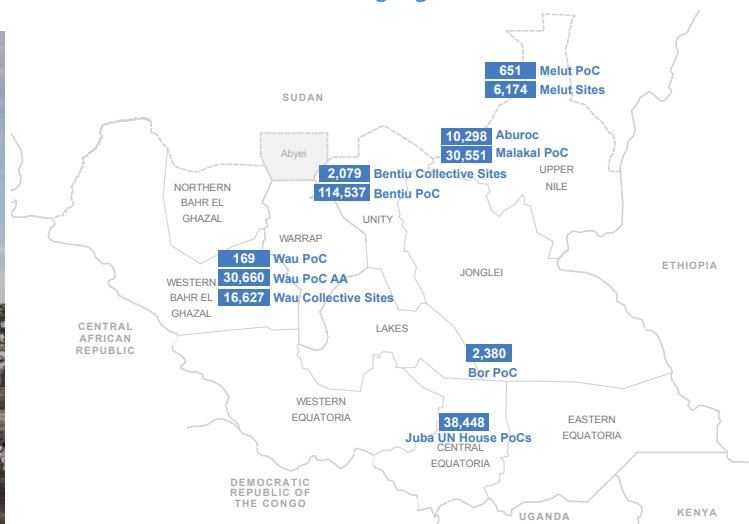 651 Melut PoC
6,174 Melut Sites
SUDAN
10,298 Aburoc
30,551 Malakal PoC
Abyei
UPPER
NILE
2,079 Bentiu Collective Sites
114,537 Bentiu PoC
NORTHERN
BAHR EL
GHAZAL
UNITY
WARRAP
169 Wau PoC
30,660 Wau PoC AA
16,627 Wau Collective Sites
WESTERN
BAHR EL
GHAZAL
JONGLEI
ETHIOPIA
CENTRAL
AFRICAN
REPUBLIC
LAKES
2,380
Bor PoC
WESTERN
EQUATORIA
38,448
Juba UN House PoCs
CENTRAL
EQUATORIA
EASTERN
EQUATORIA
DEMOCRATIC
REPUBLIC OF
THE CONGO
UGANDA
KENYA